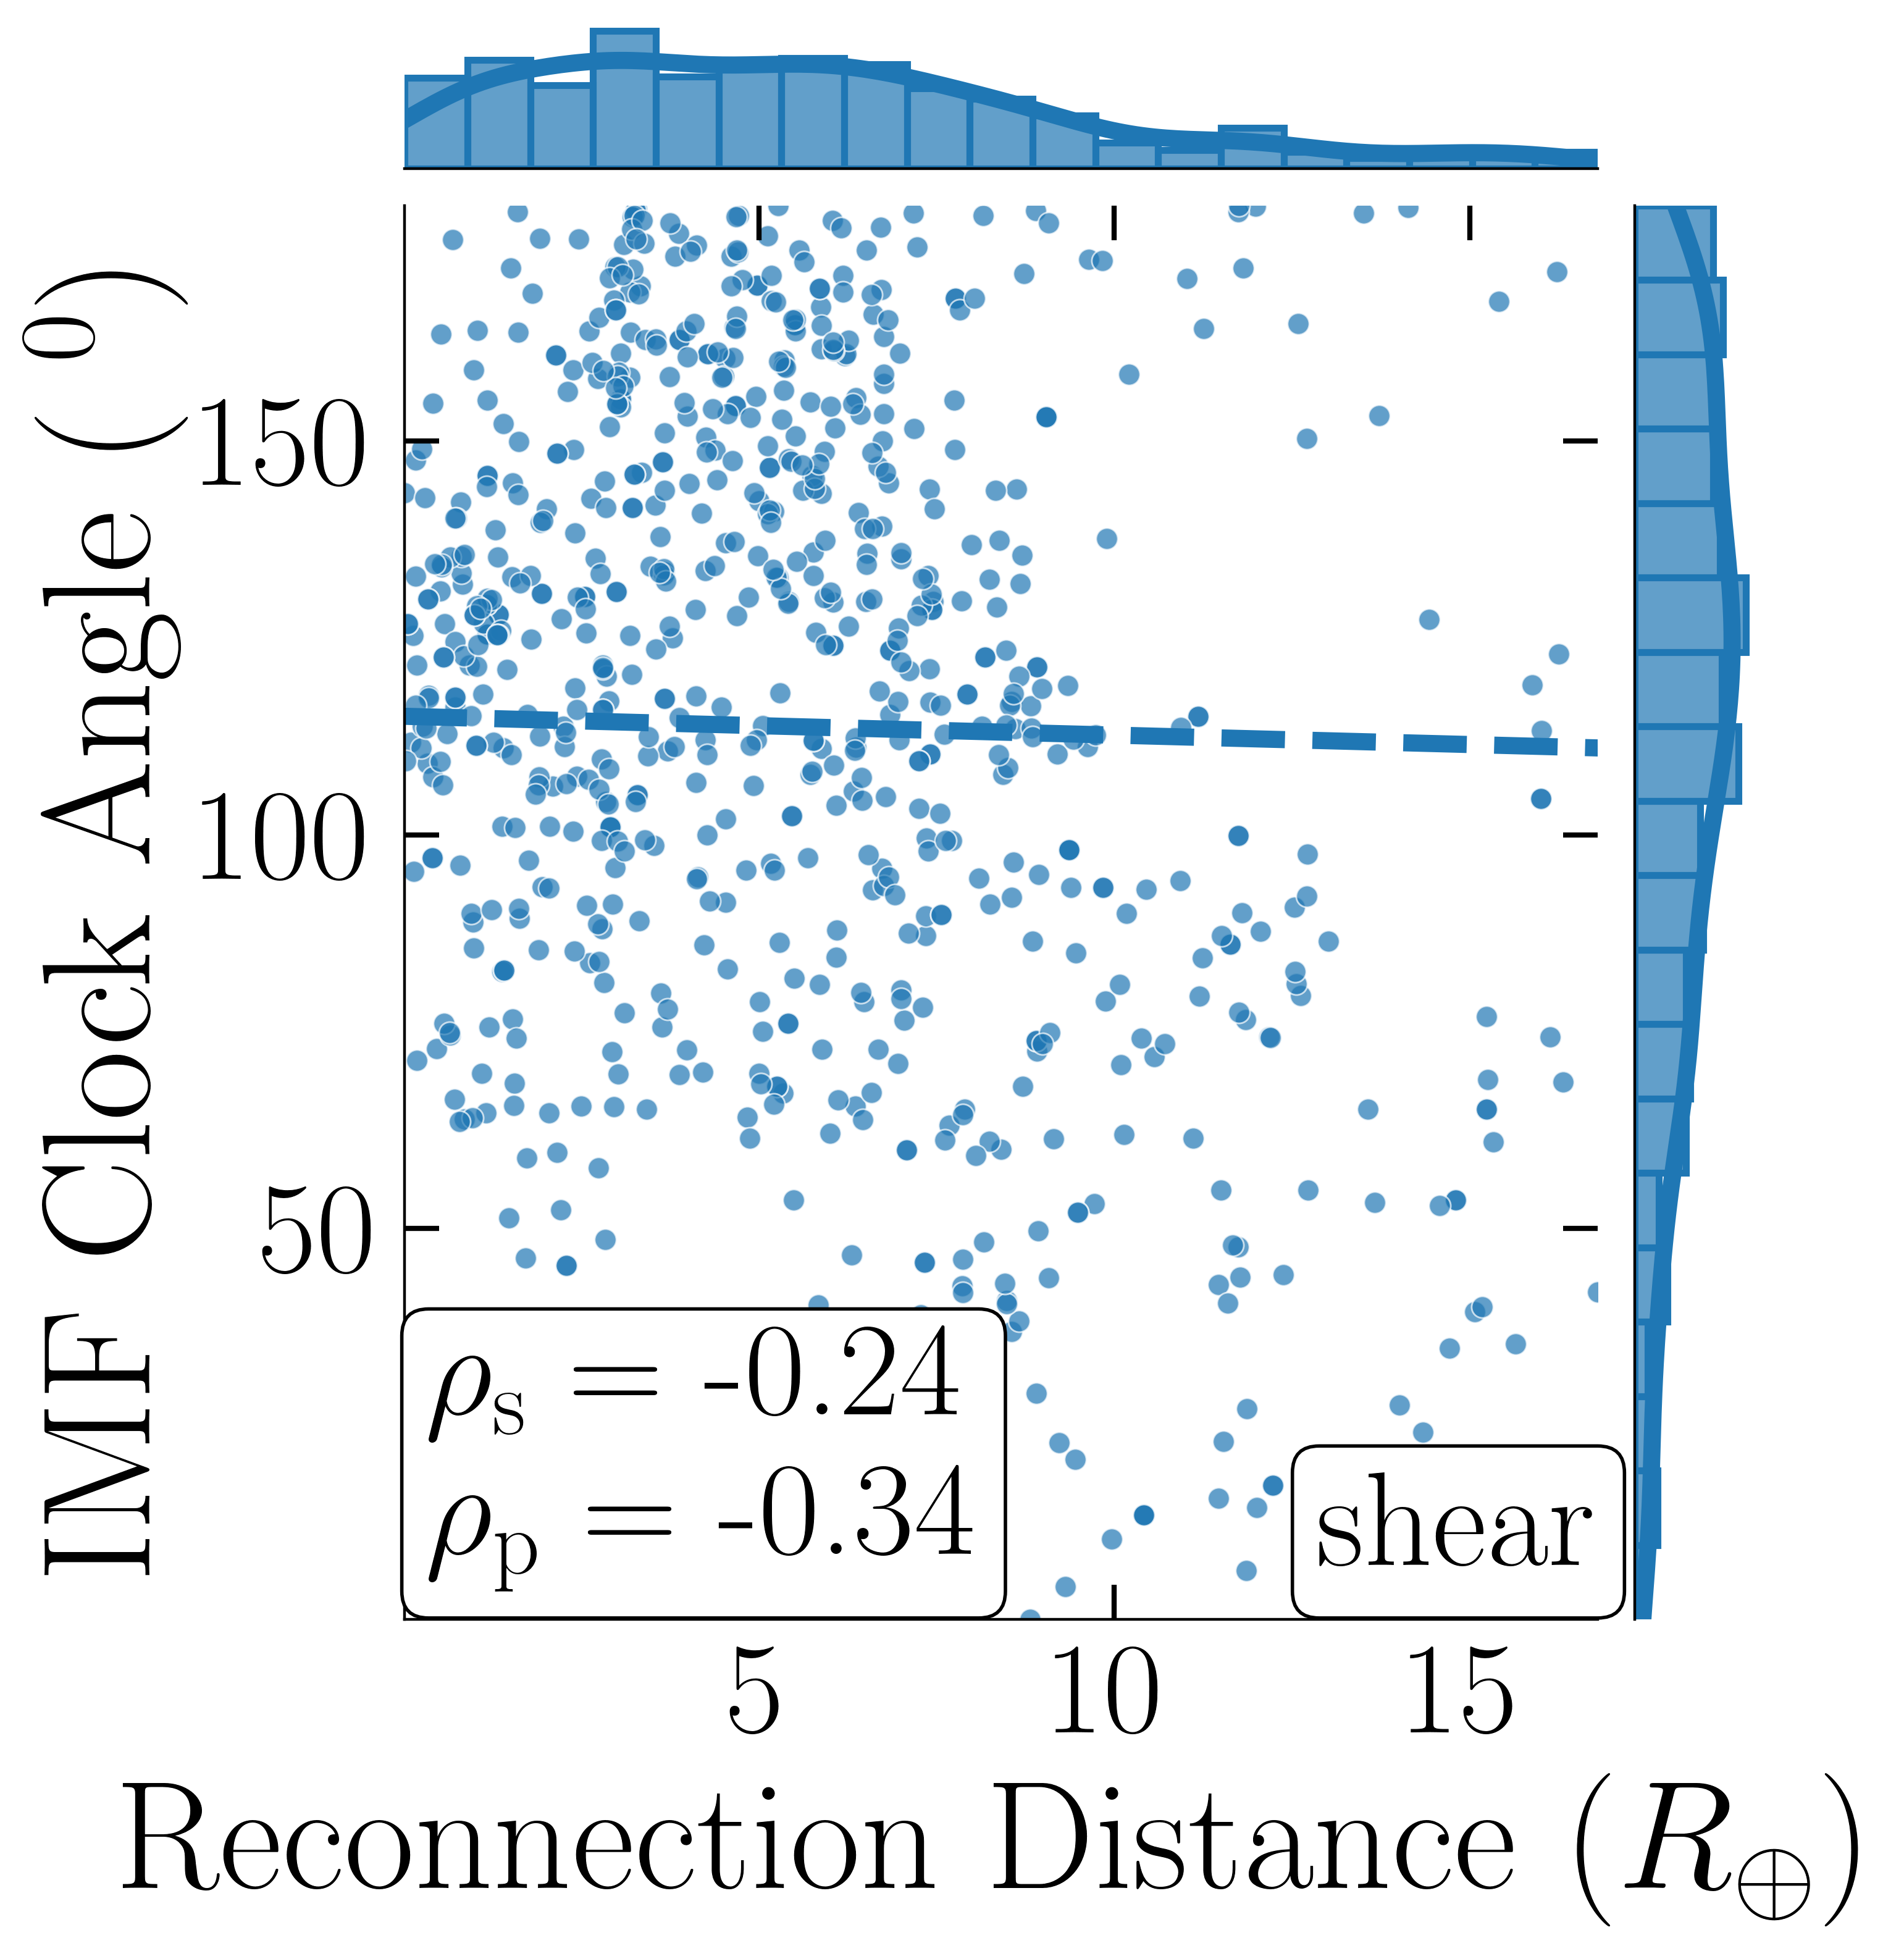 IMF Clock Angle (⁰)
150
100
50
ρs = -0.24
ρp = -0.34
shear
5 10 15
Reconnection Distance (R⊕)